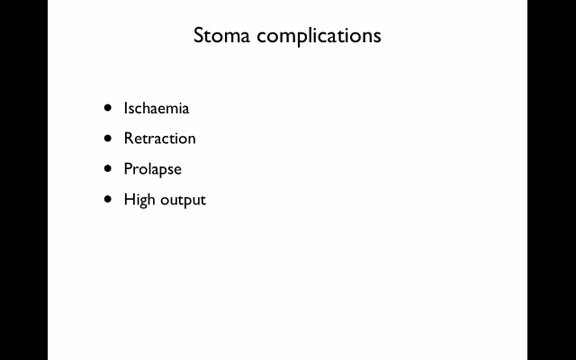 Stoma complications
• Ischaemia
• Retraction
• Prolapse
• High output